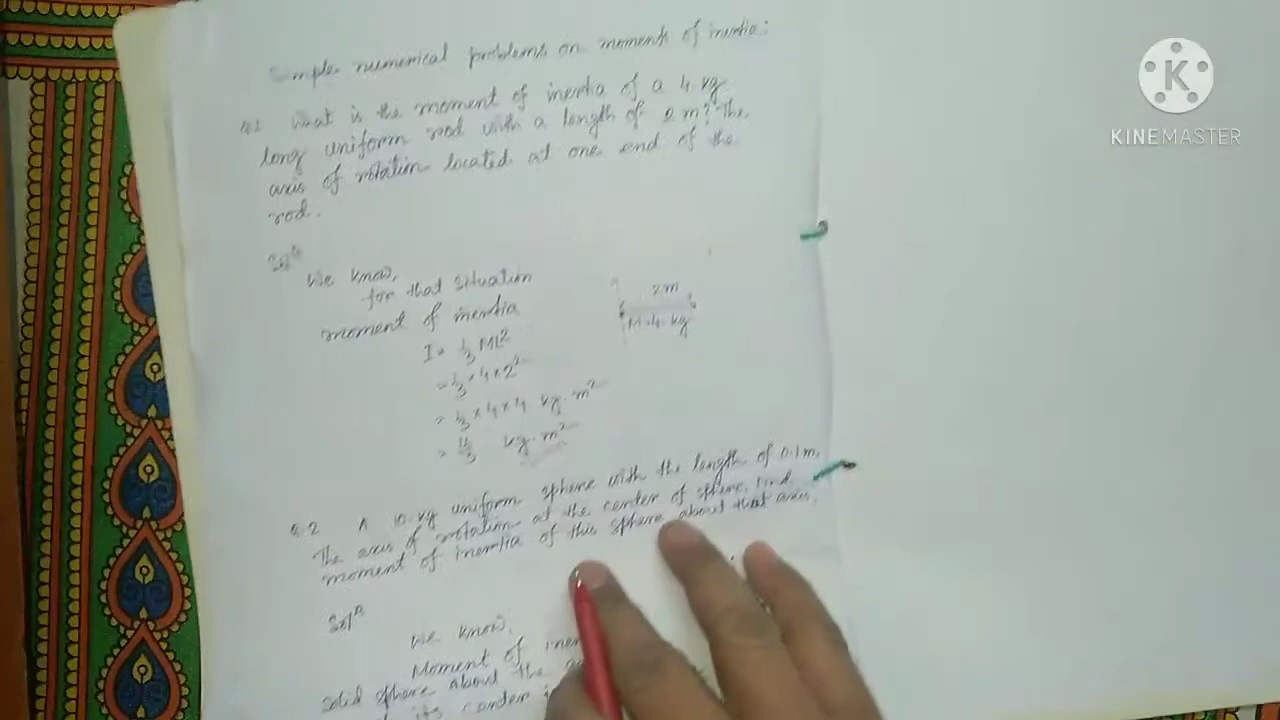 Simple numerical problems on moments of inertia:
Q.1 What is the moment of inertia of a 4 kg
long uniform rod with a length of 2 m? The
axis of rotation located at one end of the
rod.
Solⁿ
We know,
for that situation
moment of inertia
I = 1/3 ML²
= 1/3 × 4 × 2²
= 1/3 × 4 × 4 kg. m²
= 16/3 kg. m²
2m
M=4. kg
Q.2 A 10 kg uniform sphere with the length of 0.1m.
The axis of rotation at the center of sphere. Find
moment of inertia of this sphere about that axis.
Solⁿ
We know,
Moment of iner
solid sphere about the
its center
K
KINEMASTER